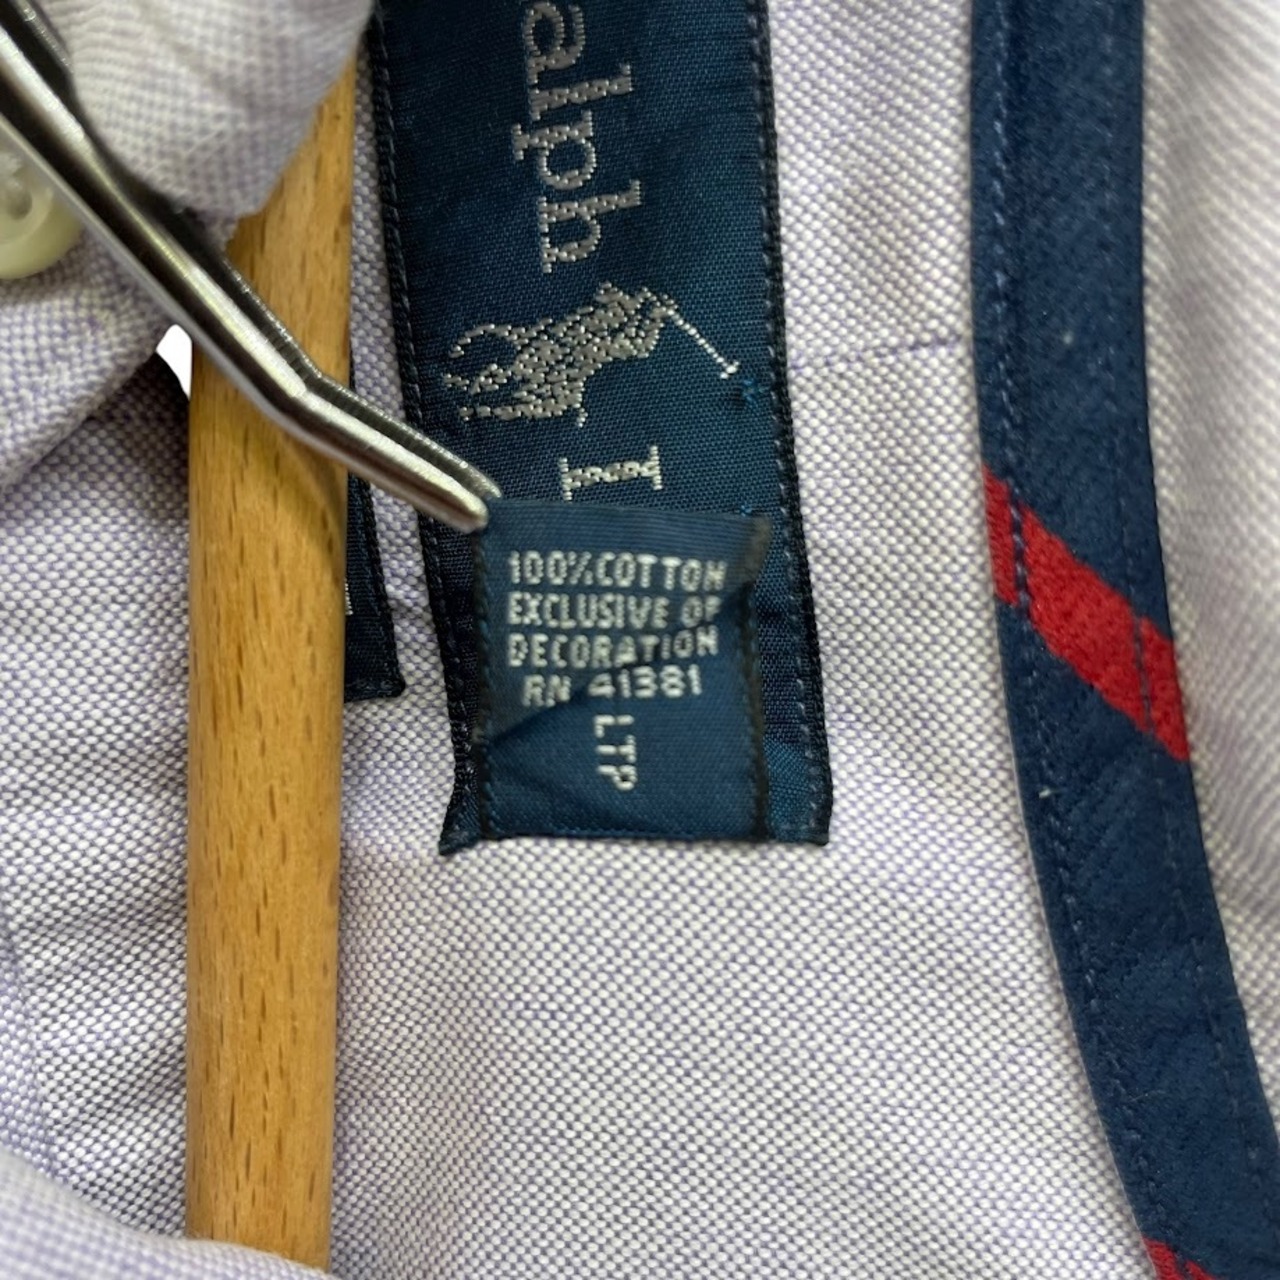 alph L
100%COTTON
EXCLUSIVE OF
DECORATION
RN 41381
LTP